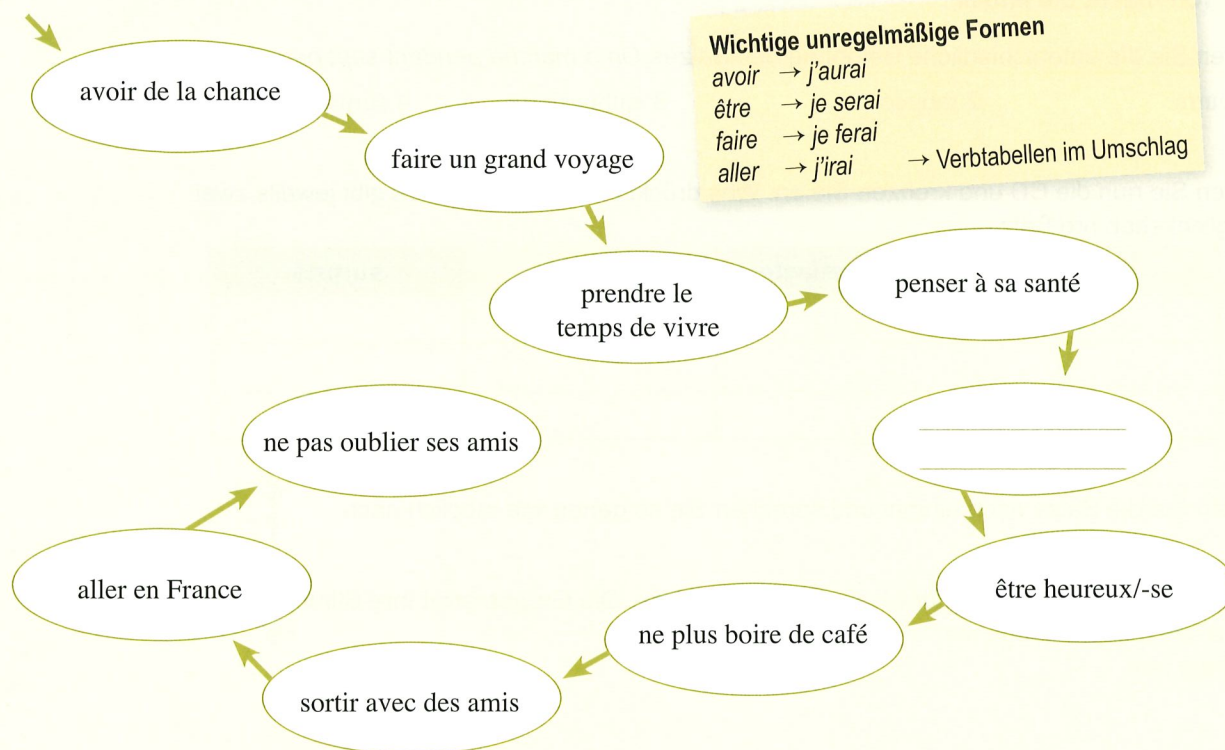 Wichtige unregelmäßige Formen
avoir → j'aurai
être → je serai
faire → je ferai
aller → j'irai → Verbtabellen im Umschlag
avoir de la chance
faire un grand voyage
prendre le
temps de vivre
penser à sa santé
être heureux/-se
ne plus boire de café
sortir avec des amis
aller en France
ne pas oublier ses amis